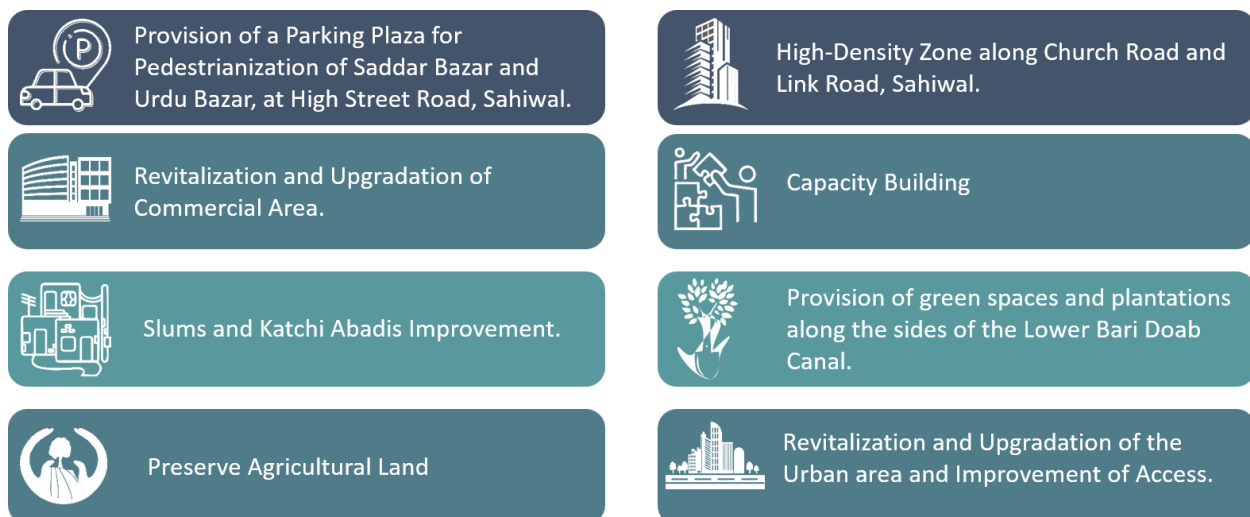 P
Provision of a Parking Plaza for
Pedestrianization of Saddar Bazar and
Urdu Bazar, at High Street Road, Sahiwal.
High-Density Zone along Church Road and
Link Road, Sahiwal.
Revitalization and Upgradation of
Commercial Area.
Capacity Building
Slums and Katchi Abadis Improvement.
Provision of green spaces and plantations
along the sides of the Lower Bari Doab
Canal.
Preserve Agricultural Land
Revitalization and Upgradation of the
Urban area and Improvement of Access.